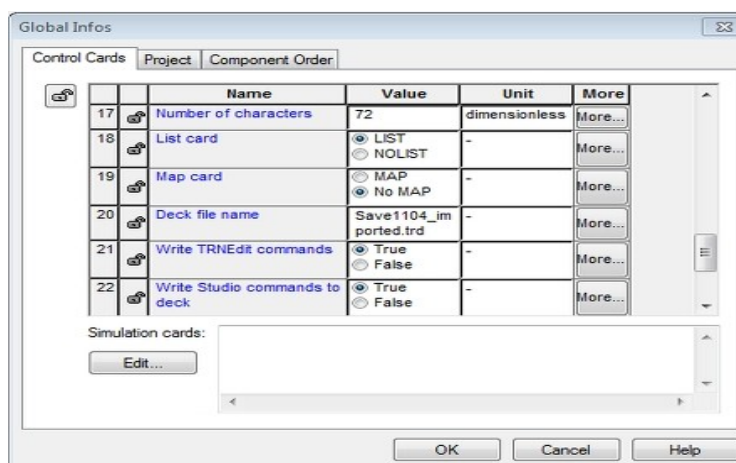 Global Infos
Control Cards Project Component Order
Name Value Unit More
17 Number of characters 72 dimensionless More...
18 List card LIST - More...
NOLIST
19 Map card MAP - More...
No MAP
20 Deck file name Save1104_im - More...
ported.trd
21 Write TRNEdit commands True - More...
False
22 Write Studio commands to True - More...
deck False
Simulation cards:
Edit...
OK Cancel Help